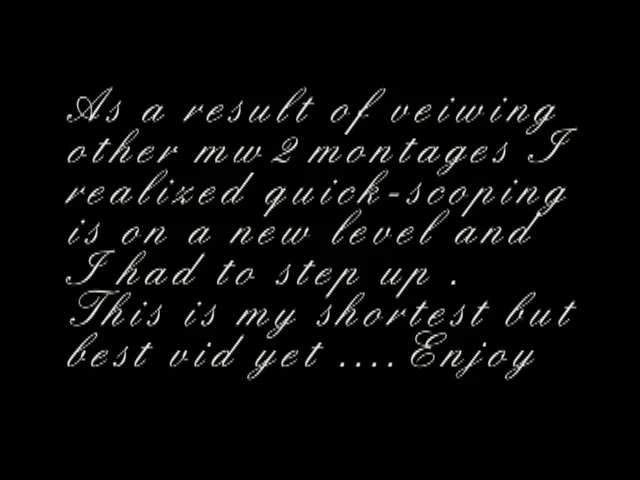 As a result of veiwing
other mw2 montages I
realized quick-scoping
is on a new level and
I had to step up .
This is my shortest but
best vid yet .... Enjoy